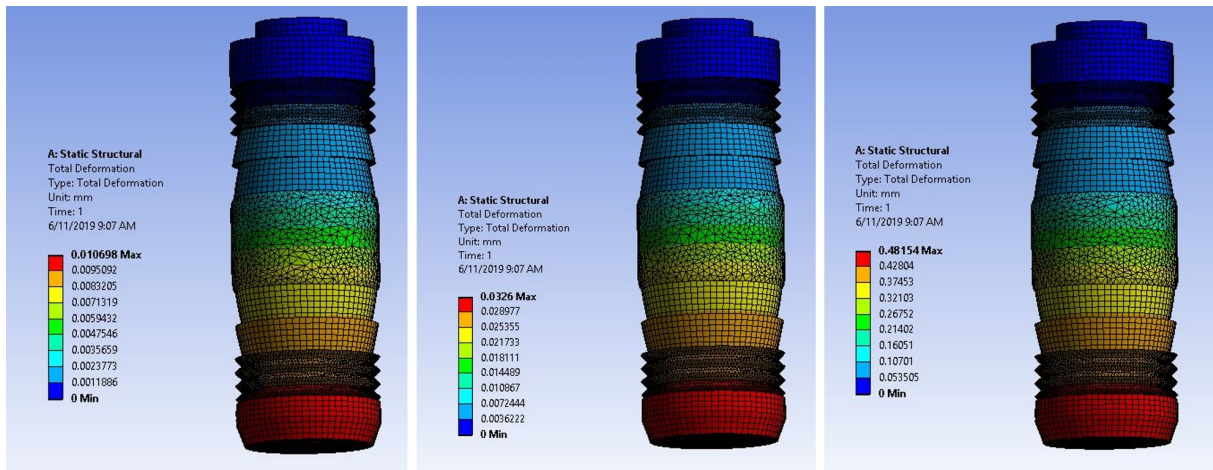 A: Static Structural
Total Deformation
Type: Total Deformation
Unit: mm
Time: 1
6/11/2019 9:07 AM
0.010698 Max
0.0095092
0.0083205
0.0071319
0.0059432
0.0047546
0.0035659
0.0023773
0.0011886
0 Min
A: Static Structural
Total Deformation
Type: Total Deformation
Unit: mm
Time: 1
6/11/2019 9:07 AM
0.0326 Max
0.028977
0.025355
0.021733
0.018111
0.014489
0.010867
0.0072444
0.0036222
0 Min
A: Static Structural
Total Deformation
Type: Total Deformation
Unit: mm
Time: 1
6/11/2019 9:07 AM
0.48154 Max
0.42804
0.37453
0.32103
0.26752
0.21402
0.16051
0.10701
0.053505
0 Min